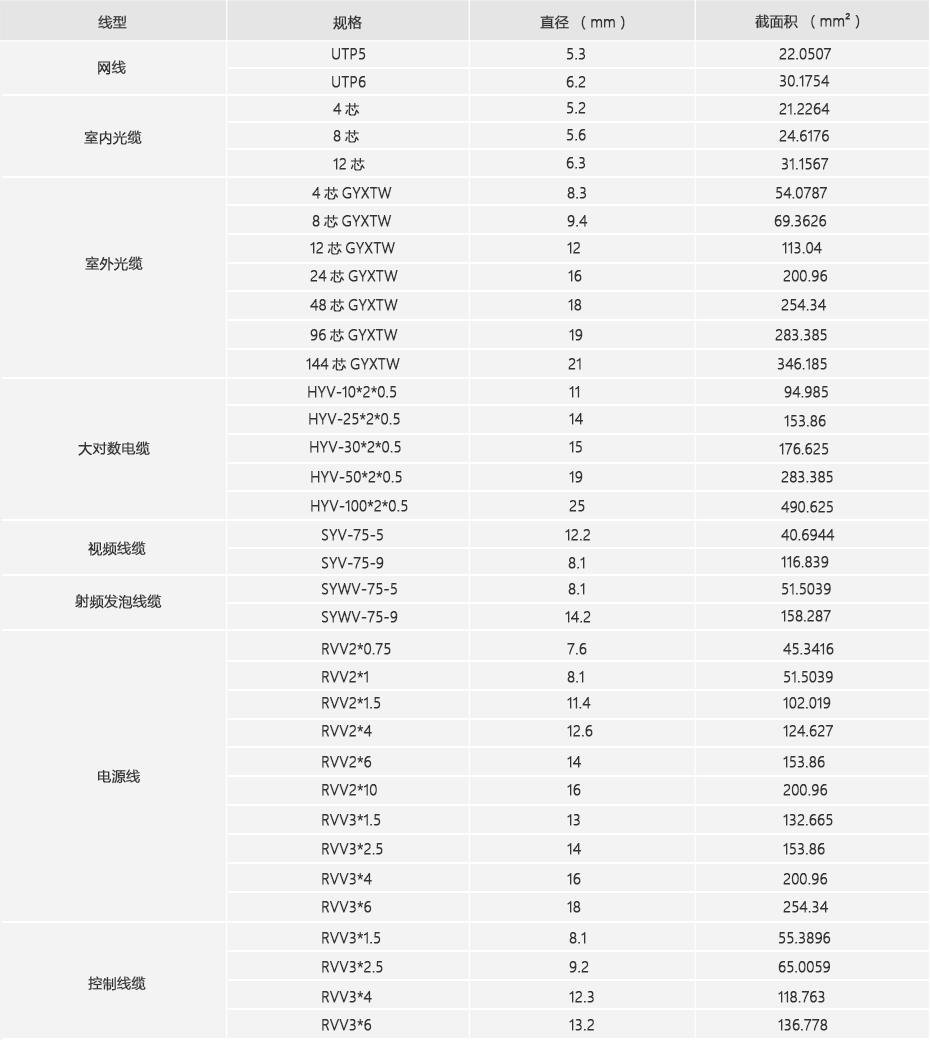 线型 规格 直径 （mm） 截面积 （mm²）
网线 UTP5 5.3 22.0507
UTP6 6.2 30.1754
室内光缆 4芯 5.2 21.2264
8芯 5.6 24.6176
12芯 6.3 31.1567
室外光缆 4芯 GYXTW 8.3 54.0787
8芯 GYXTW 9.4 69.3626
12芯 GYXTW 12 113.04
24芯 GYXTW 16 200.96
48芯 GYXTW 18 254.34
96芯 GYXTW 19 283.385
144芯 GYXTW 21 346.185
大对数电缆 HYV-10*2*0.5 11 94.985
HYV-25*2*0.5 14 153.86
HYV-30*2*0.5 15 176.625
HYV-50*2*0.5 19 283.385
HYV-100*2*0.5 25 490.625
视频线缆 SYV-75-5 12.2 40.6944
SYV-75-9 8.1 116.839
射频发泡线缆 SYWV-75-5 8.1 51.5039
SYWV-75-9 14.2 158.287
电源线 RVV2*0.75 7.6 45.3416
RVV2*1 8.1 51.5039
RVV2*1.5 11.4 102.019
RVV2*4 12.6 124.627
RVV2*6 14 153.86
RVV2*10 16 200.96
RVV3*1.5 13 132.665
RVV3*2.5 14 153.86
RVV3*4 16 200.96
RVV3*6 18 254.34
控制线缆 RVV3*1.5 8.1 55.3896
RVV3*2.5 9.2 65.0059
RVV3*4 12.3 118.763
RVV3*6 13.2 136.778